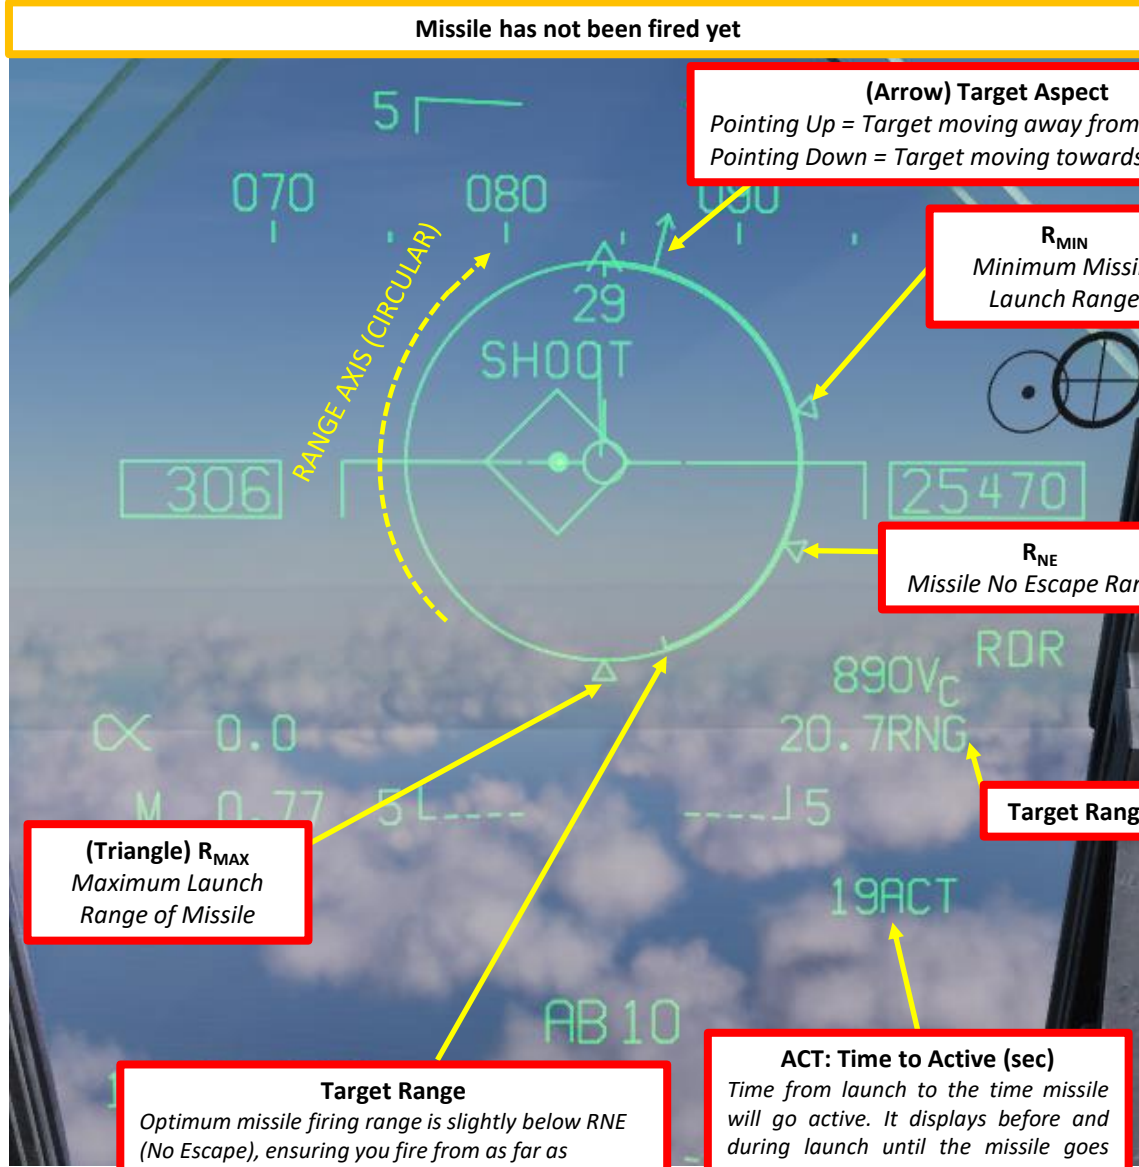 Missile has not been fired yet
(Arrow) Target Aspect
Pointing Up = Target moving away from
Pointing Down = Target moving towards
5
070
080
090
RMIN
Minimum Missi
Launch Range
RANGE AXIS (CIRCULAR)
29
SHOOT
306
25470
RNE
Missile No Escape Ran
RDR
890VC
α 0.0
20.7RNG
M 0.77
5
5
Target Rang
(Triangle) RMAX
Maximum Launch
Range of Missile
19ACT
AB10
Target Range
Optimum missile firing range is slightly below RNE
(No Escape), ensuring you fire from as far as
ACT: Time to Active (sec)
Time from launch to the time missile
will go active. It displays before and
during launch until the missile goes